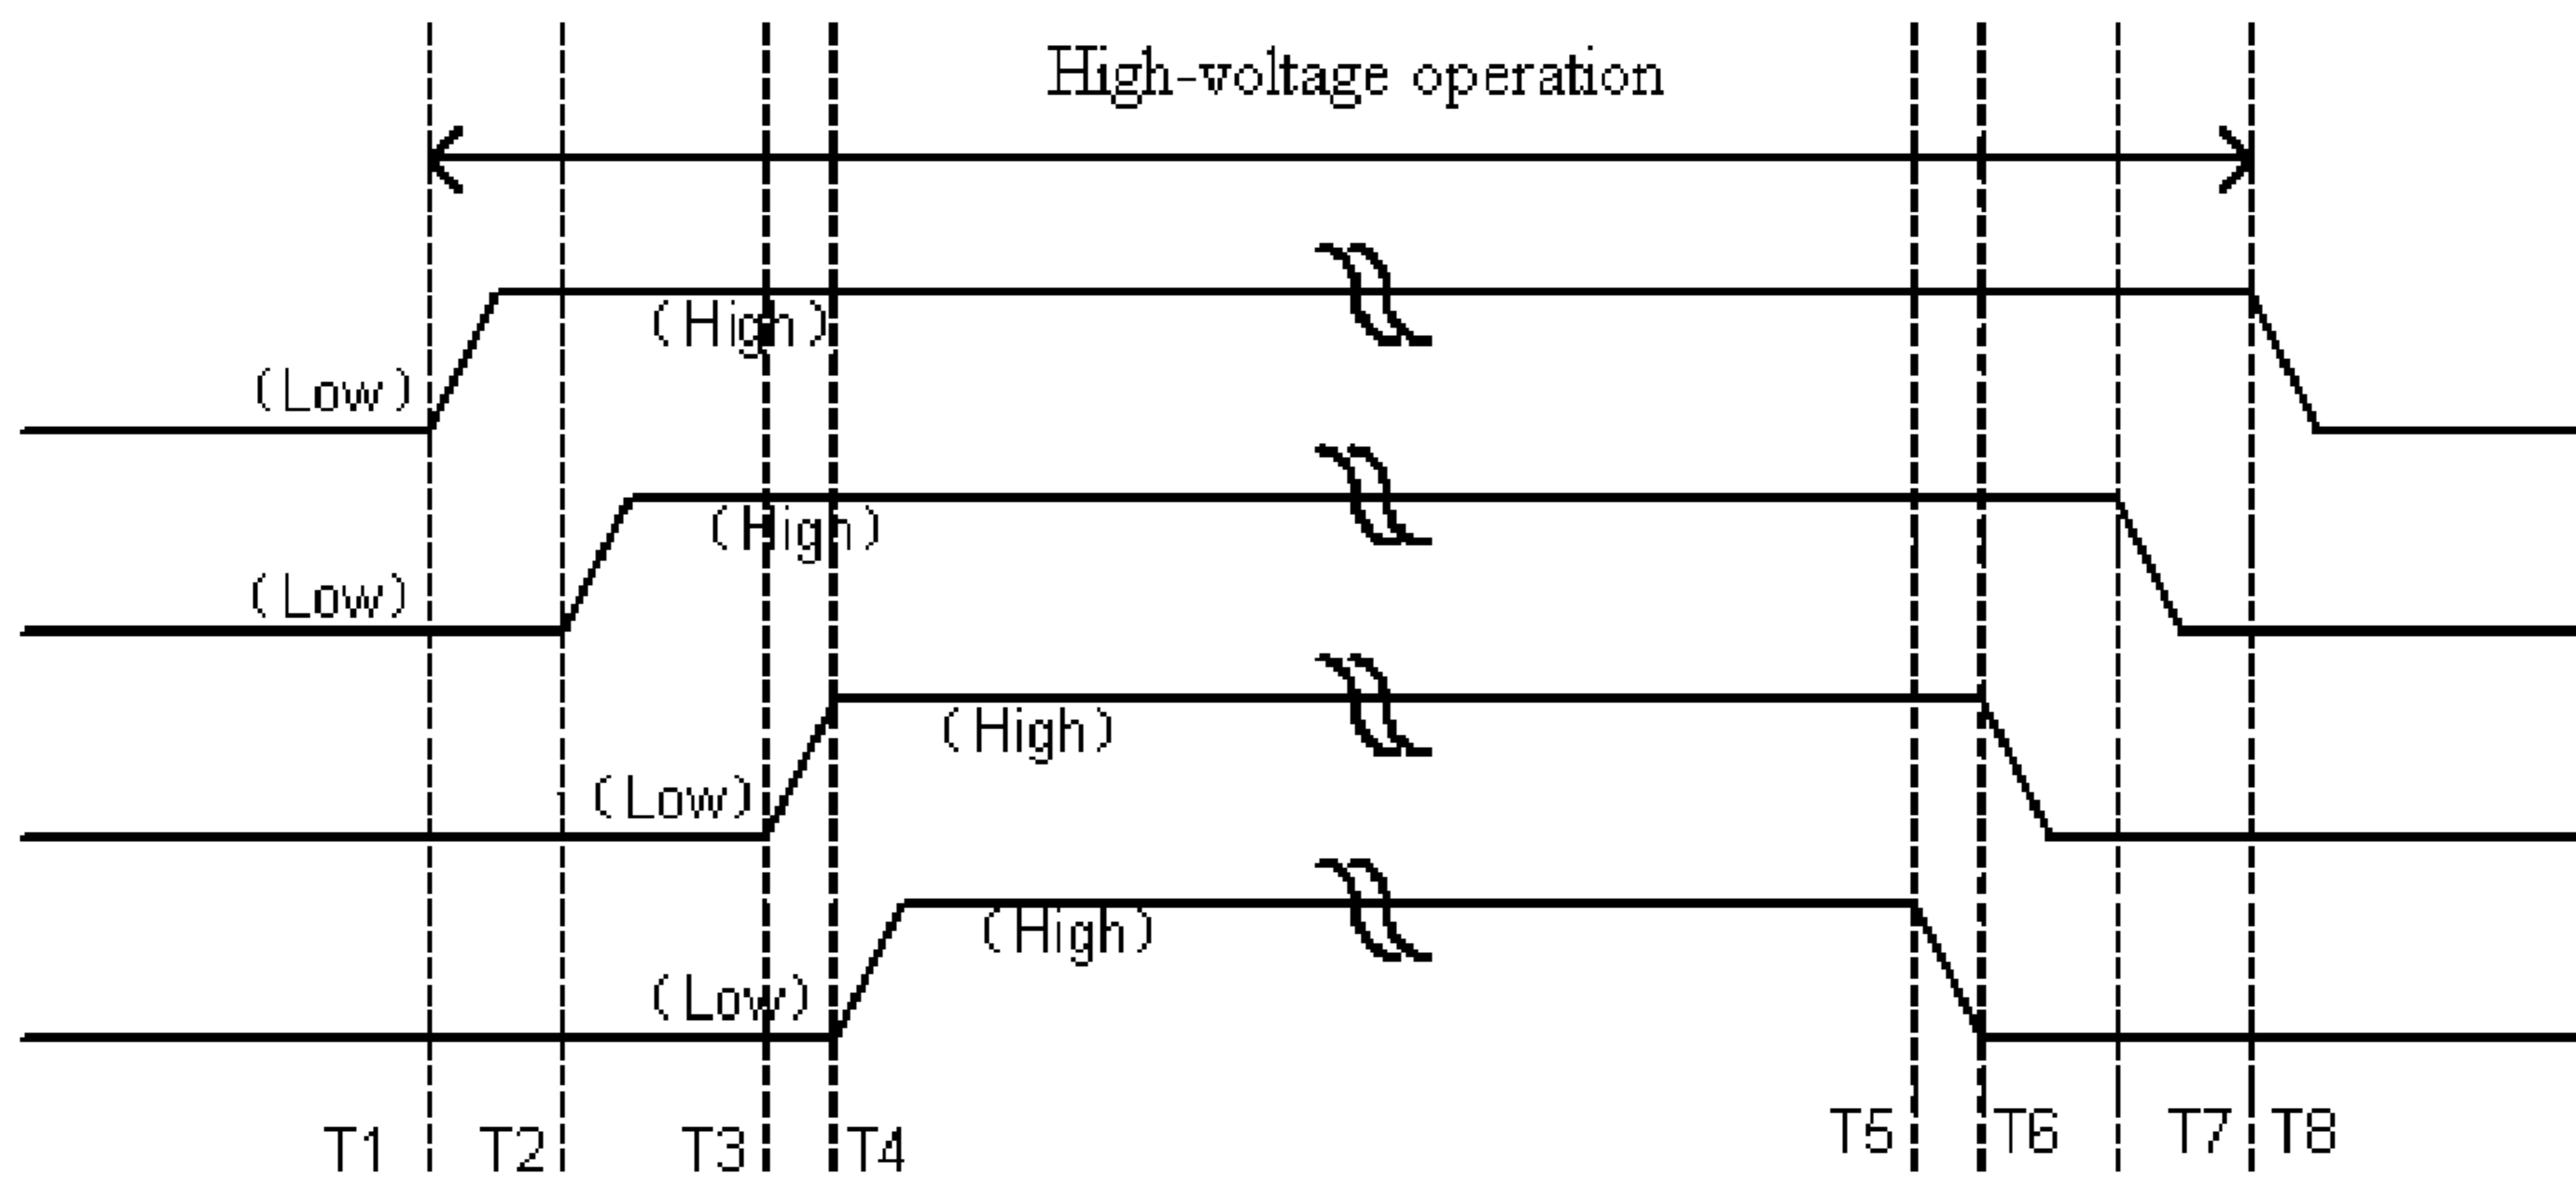 High-voltage operation
(High)
(Low)
(High)
(Low)
(High)
(Low)
(High)
(Low)
T1 T2 T3 T4 T5 T6 T7 T8